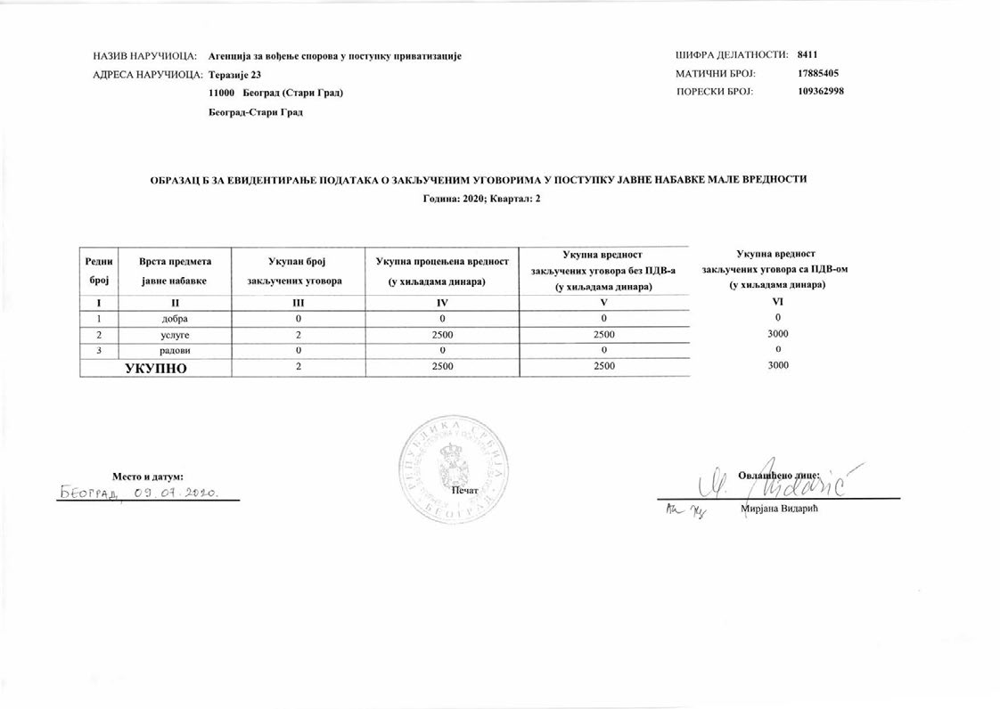 НАЗИВ НАРУЧИОЦА: Агенција за вођење спорова у поступку приватизације
АДРЕСА НАРУЧИОЦА: Теразије 23
11000 Београд (Стари Град)
Београд-Стари Град
ШИФРА ДЕЛАТНОСТИ: 8411
МАТИЧНИ БРОЈ: 17885405
ПОРЕСКИ БРОЈ: 109362998
ОБРАЗАЦ Б ЗА ЕВИДЕНТИРАЊЕ ПОДАТАКА О ЗАКЉУЧЕНИМ УГОВОРИМА У ПОСТУПКУ ЈАВНЕ НАБАВКЕ МАЛЕ ВРЕДНОСТИ
Година: 2020; Квартал: 2
Редни број Врста предмета јавне набавке Укупан број закључених уговора Укупна процењена вредност (у хиљадама динара) Укупна вредност закључених уговора без ПДВ-а (у хиљадама динара) Укупна вредност закључених уговора са ПДВ-ом (у хиљадама динара)
I II III IV V VI
1 добра 0 0 0 0
2 услуге 2 2500 2500 3000
3 радови 0 0 0 0
УКУПНО 2 2500 2500 3000
Место и датум:
БЕОГРАД, 09.07.2020.
РЕПУБЛИКА СРБИЈА
БЕОГРАД
Печат
Овлашћено лице:
Мирјана Видарић